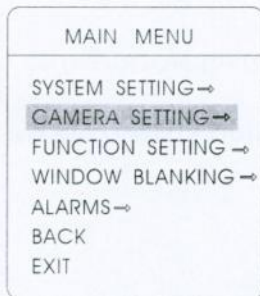 MAIN MENU
SYSTEM SETTING→
CAMERA SETTING→
FUNCTION SETTING →
WINDOW BLANKING→
ALARMS→
BACK
EXIT